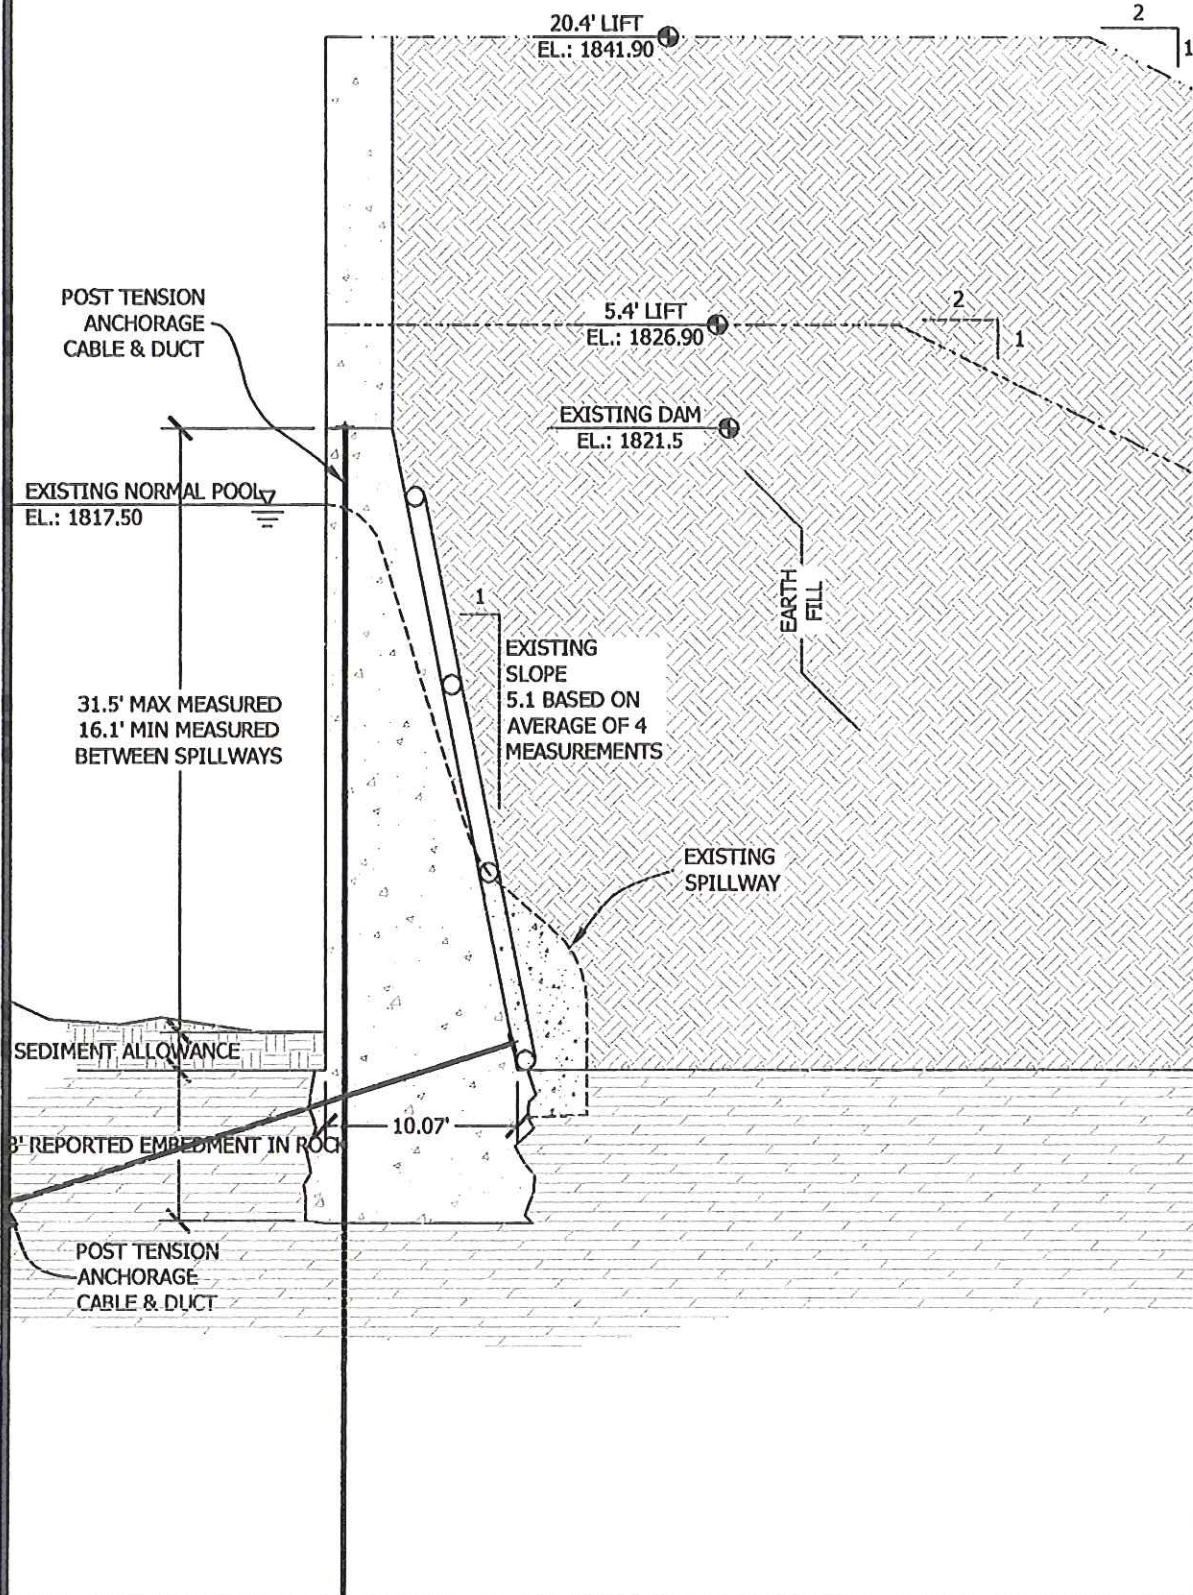 20.4' LIFT
EL.: 1841.90
2
1
POST TENSION
ANCHORAGE
CABLE & DUCT
5.4' LIFT
EL.: 1826.90
2
1
EXISTING DAM
EL.: 1821.5
EXISTING NORMAL POOL
EL.: 1817.50
EARTH
FILL
1
EXISTING
SLOPE
5.1 BASED ON
AVERAGE OF 4
MEASUREMENTS
31.5' MAX MEASURED
16.1' MIN MEASURED
BETWEEN SPILLWAYS
EXISTING
SPILLWAY
SEDIMENT ALLOWANCE
10.07'
REPORTED EMBEDMENT IN ROCK
POST TENSION
ANCHORAGE
CABLE & DUCT